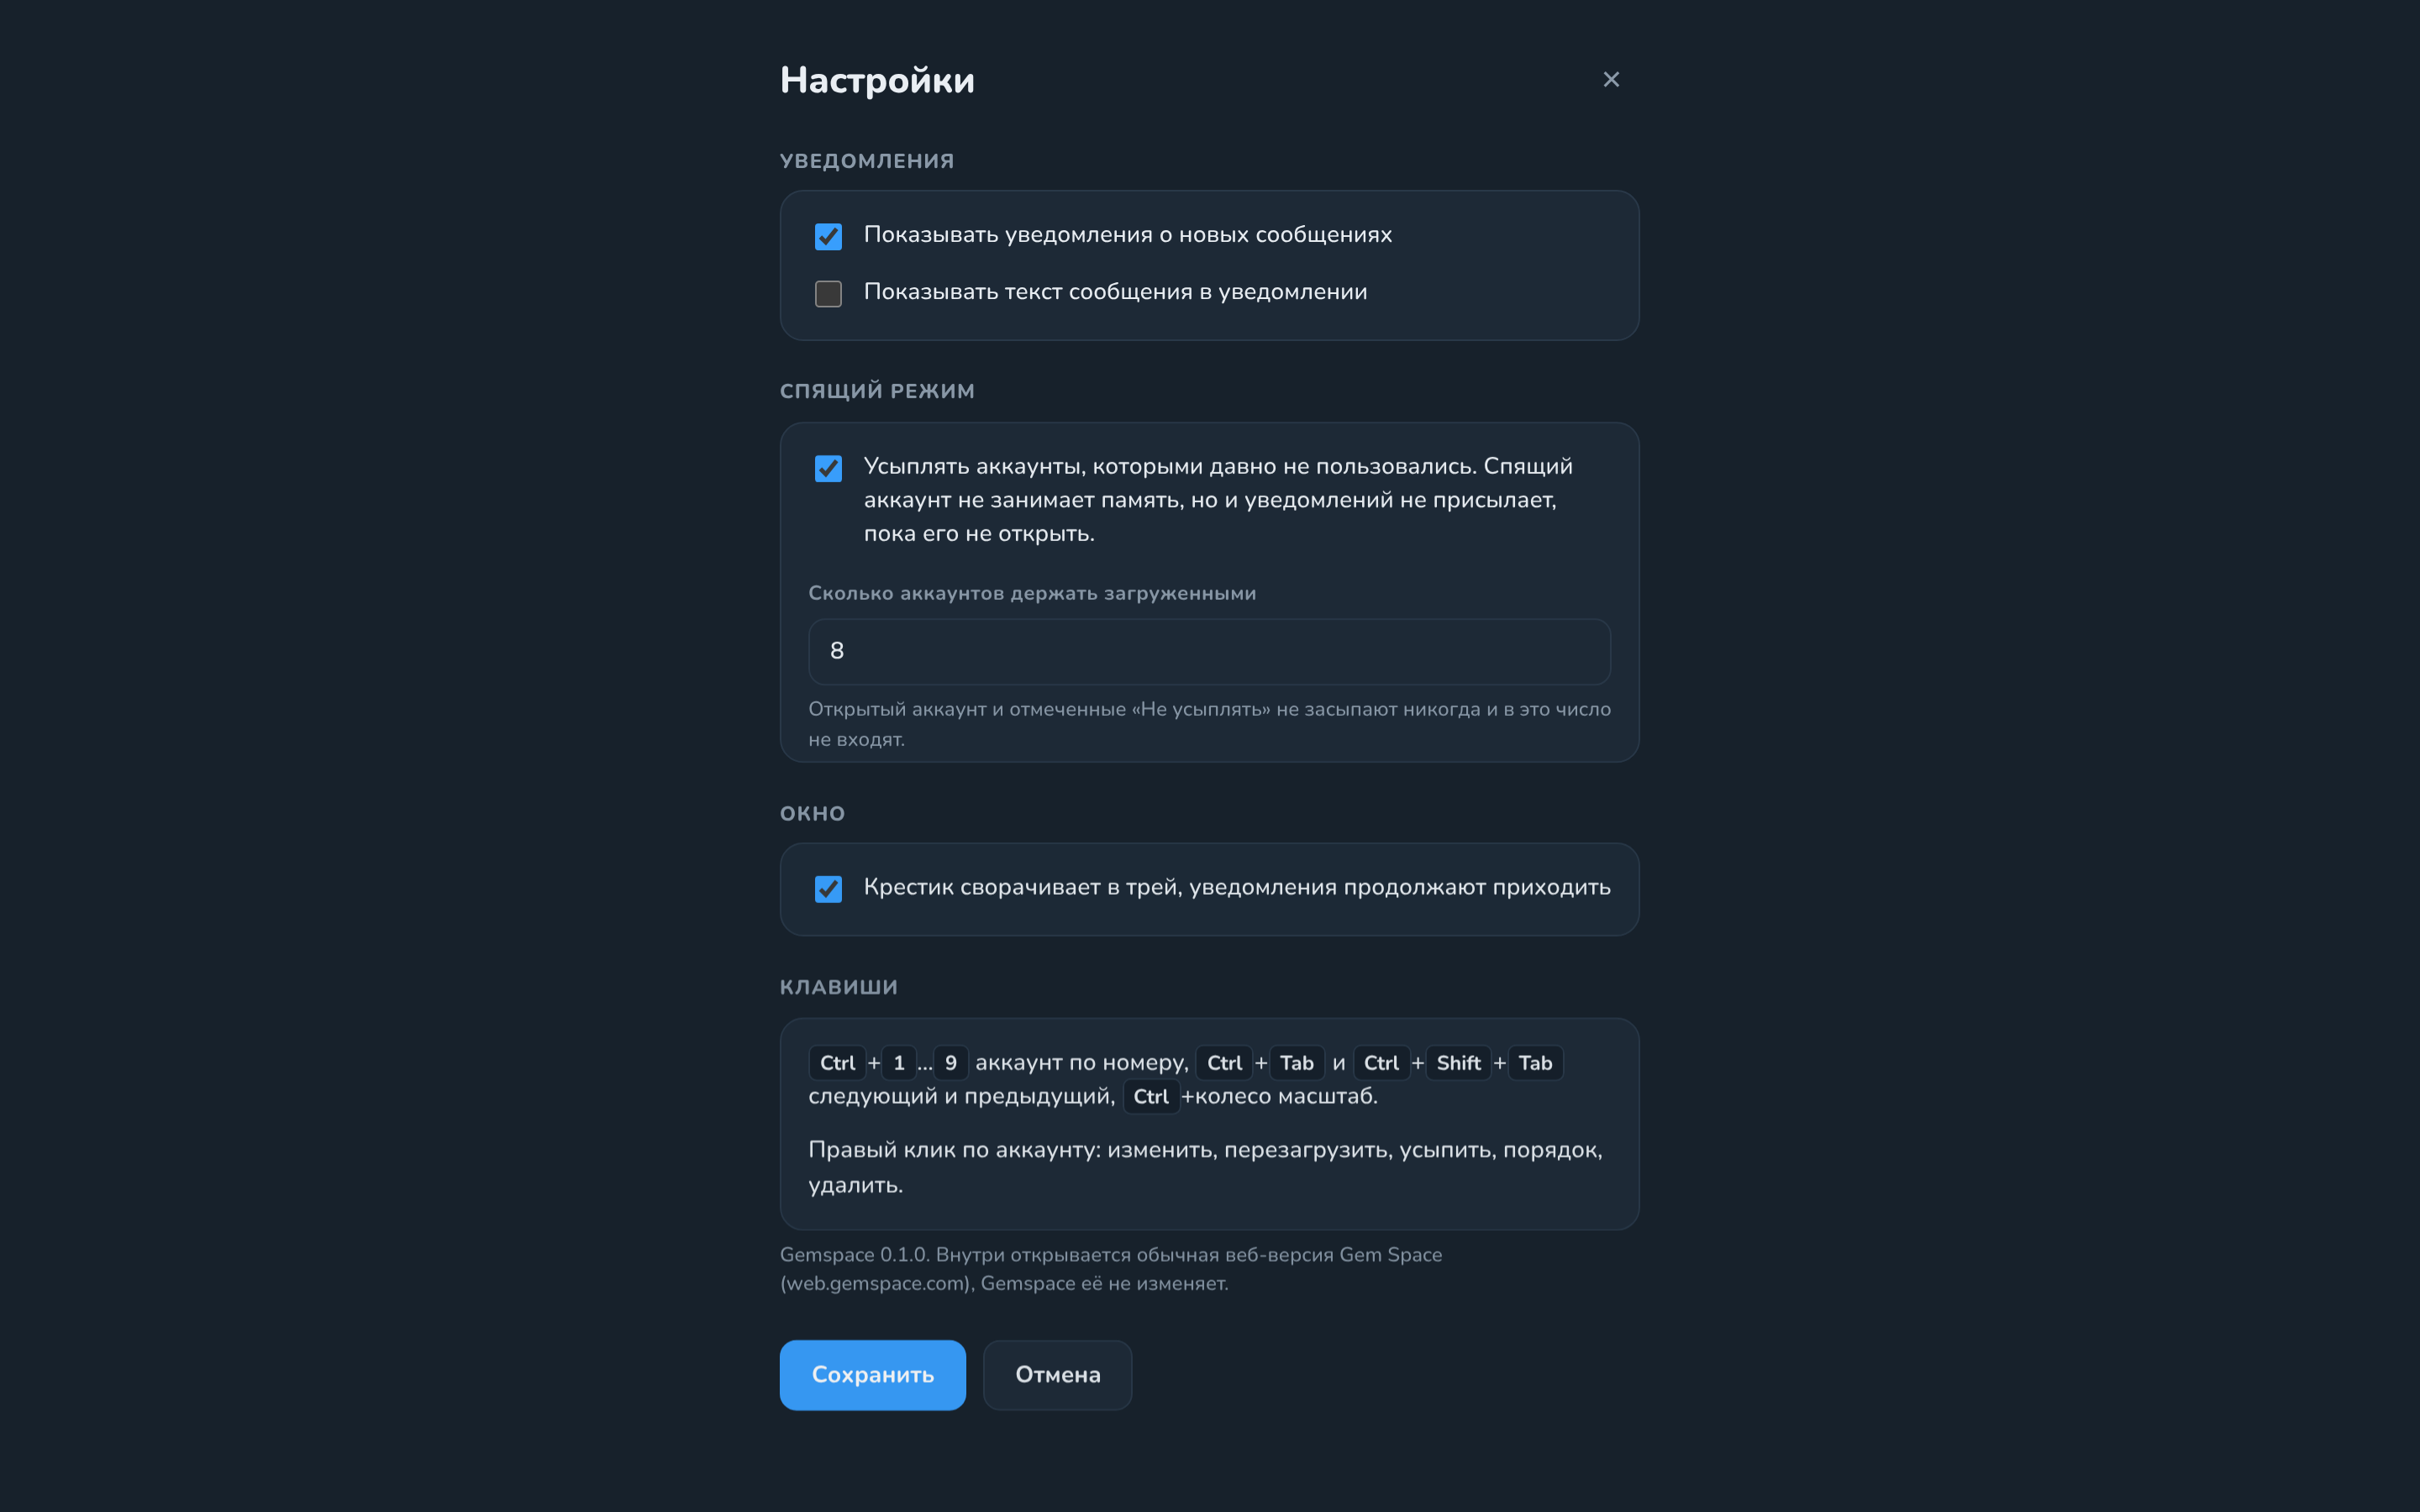 Настройки
УВЕДОМЛЕНИЯ
Показывать уведомления о новых сообщениях
Показывать текст сообщения в уведомлении
СПЯЩИЙ РЕЖИМ
Усыплять аккаунты, которыми давно не пользовались. Спящий
аккаунт не занимает память, но и уведомлений не присылает,
пока его не открыть.
Сколько аккаунтов держать загруженными
8
Открытый аккаунт и отмеченные «Не усыплять» не засыпают никогда и в это число
не входят.
ОКНО
Крестик сворачивает в трей, уведомления продолжают приходить
КЛАВИШИ
Ctrl+1...9 аккаунт по номеру, Ctrl+Tab и Ctrl+Shift+Tab
следующий и предыдущий, Ctrl+колесо масштаб.
Правый клик по аккаунту: изменить, перезагрузить, усыпить, порядок,
удалить.
Gemspace 0.1.0. Внутри открывается обычная веб-версия Gem Space
(web.gemspace.com), Gemspace её не изменяет.
Сохранить Отмена